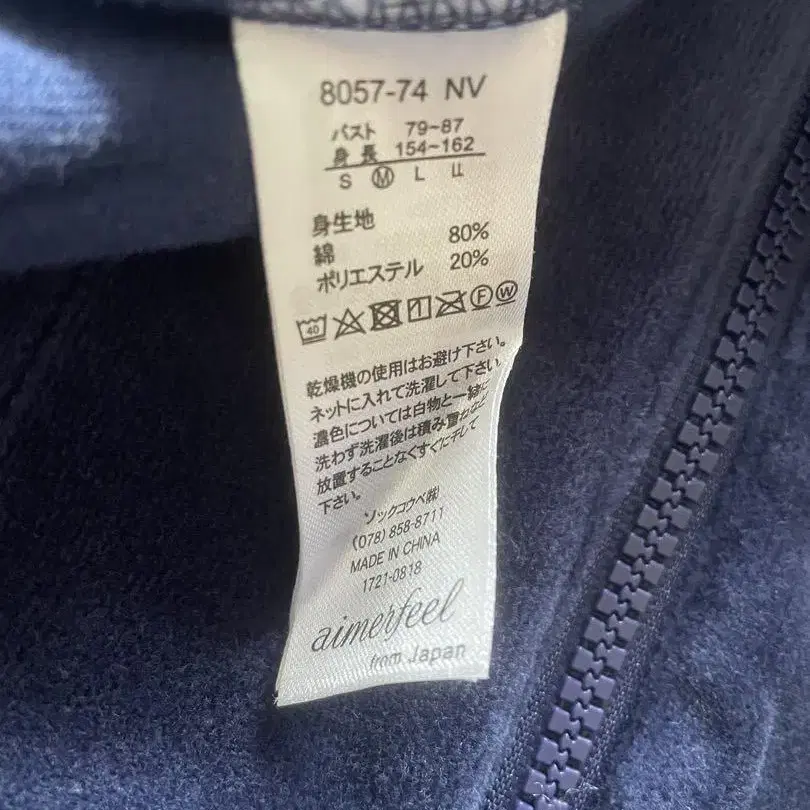 8057-74 NV
バスト 79~87
身長 154~162
S M L LL
身生地
綿 80%
ポリエステル 20%
40 F W
乾燥機の使用はお避け下さい。
ネットに入れて洗濯して下さい。
濃色については白物と一緒に
洗わず洗濯後は積み重ねなど
放置することなくすぐに干して
下さい。
ソックコウベ(株)
(078) 858-8711
MADE IN CHINA
1721-0818
aimerfeel
from Japan